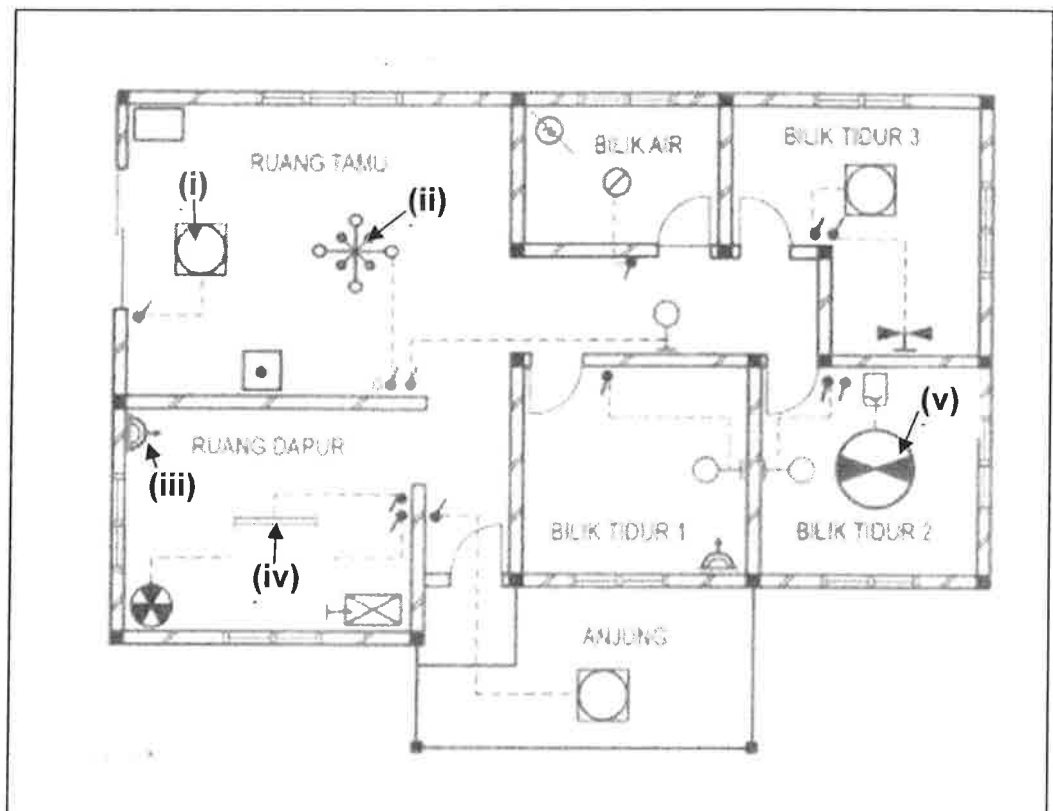 RUANG TAMU
(i)
(ii)
BILIK AIR
BILIK TIDUR 3
RUANG DAPUR
(iii)
(iv)
BILIK TIDUR 1
(v)
BILIK TIDUR 2
ANJUNG